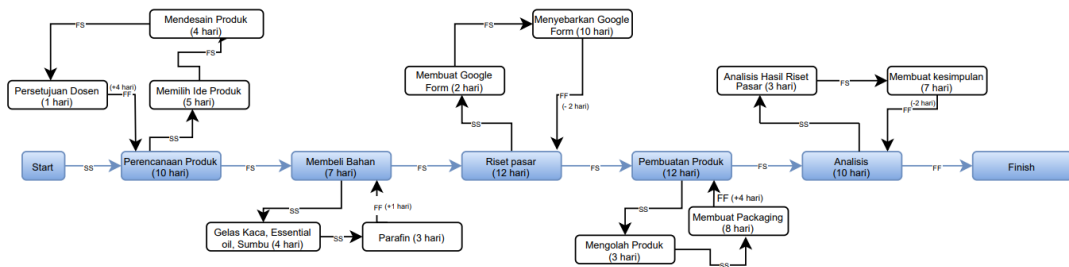 Mendesain Produk
(4 hari)
FS
FS
Persetujuan Dosen
(1 hari)
(+4 hari)
FF
Memilih Ide Produk
(5 hari)
SS
FS
Menyebarkan Google
Form (10 hari)
Membuat Google
Form (2 hari)
SS
FF
(- 2 hari)
Analisis Hasil Riset
Pasar (3 hari)
FS
Membuat kesimpulan
(7 hari)
FF
(-2 hari)
SS
Start
SS
Perencanaan Produk
(10 hari)
FS
Membeli Bahan
(7 hari)
FS
Riset pasar
(12 hari)
FS
Pembuatan Produk
(12 hari)
FS
Analisis
(10 hari)
FF
Finish
SS
Gelas Kaca, Essential
oil, Sumbu (4 hari)
SS
Parafin (3 hari)
FF (+1 hari)
SS
Mengolah Produk
(3 hari)
SS
Membuat Packaging
(8 hari)
FF (+4 hari)